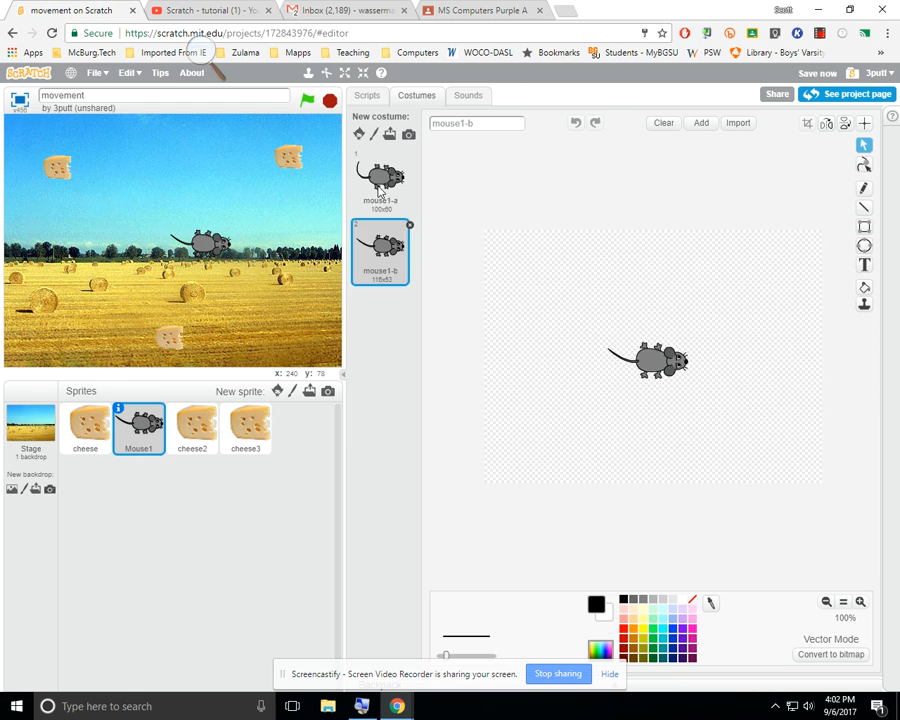 movement on Scratch
Scratch - tutorial (1) - Yo
Inbox (2,189) - wasserma
MS Computers Purple A
Scott
Secure
https://scratch.mit.edu/projects/172843976/#editor
Apps
McBurg.Tech
Imported From IE
Zulama
Maps
Teaching
Computers
WOCO-DASL
Bookmarks
Students - MyBGSU
PSW
Library - Boys' Varsity
SCRATCH
File
Edit
Tips
About
Save now
3putt
movement
by 3putt (unshared)
v456
Scripts
Costumes
Sounds
Share
See project page
New costume:
mouse1-b
Clear
Add
Import
1
mouse1-a
100x60
2
mouse1-b
116x53
x: 240 y: 78
Sprites
New sprite:
Stage
1 backdrop
New backdrop:
cheese
Mouse1
cheese2
cheese3
100%
Vector Mode
Convert to bitmap
Screencastify - Screen Video Recorder is sharing your screen.
Stop sharing
Hide
Type here to search
4:02 PM
9/6/2017